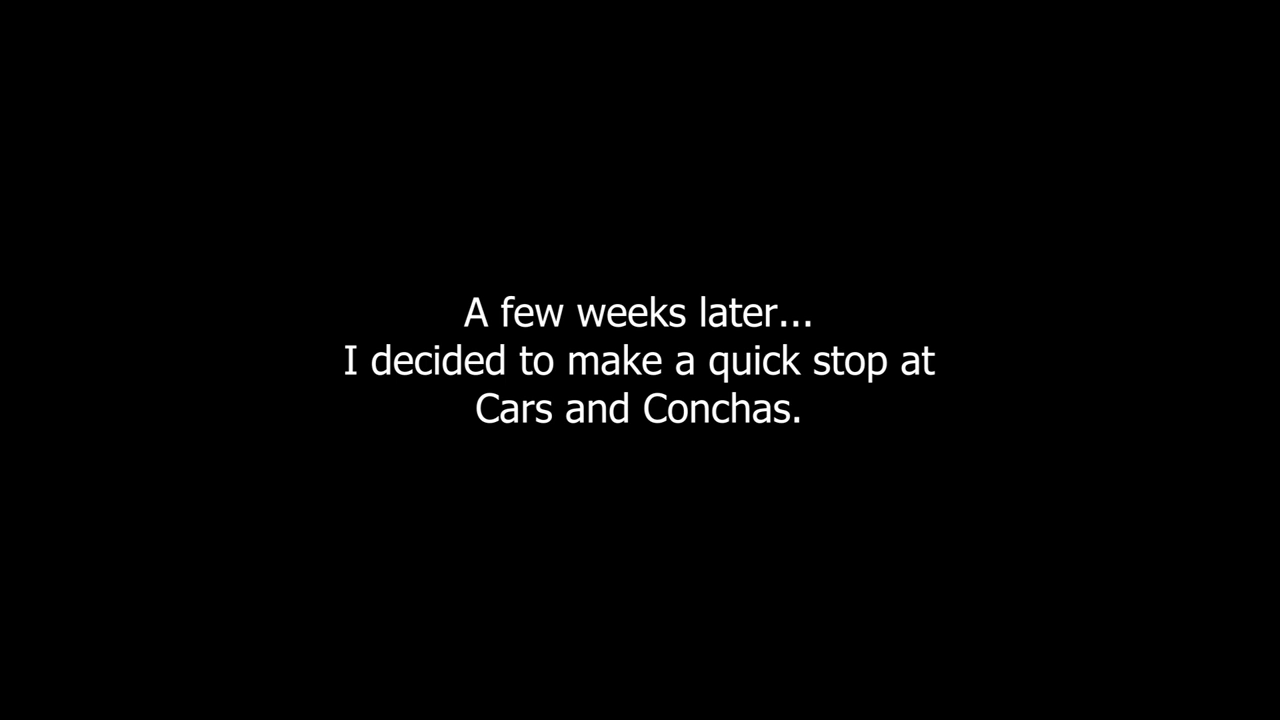 A few weeks later...
I decided to make a quick stop at
Cars and Conchas.